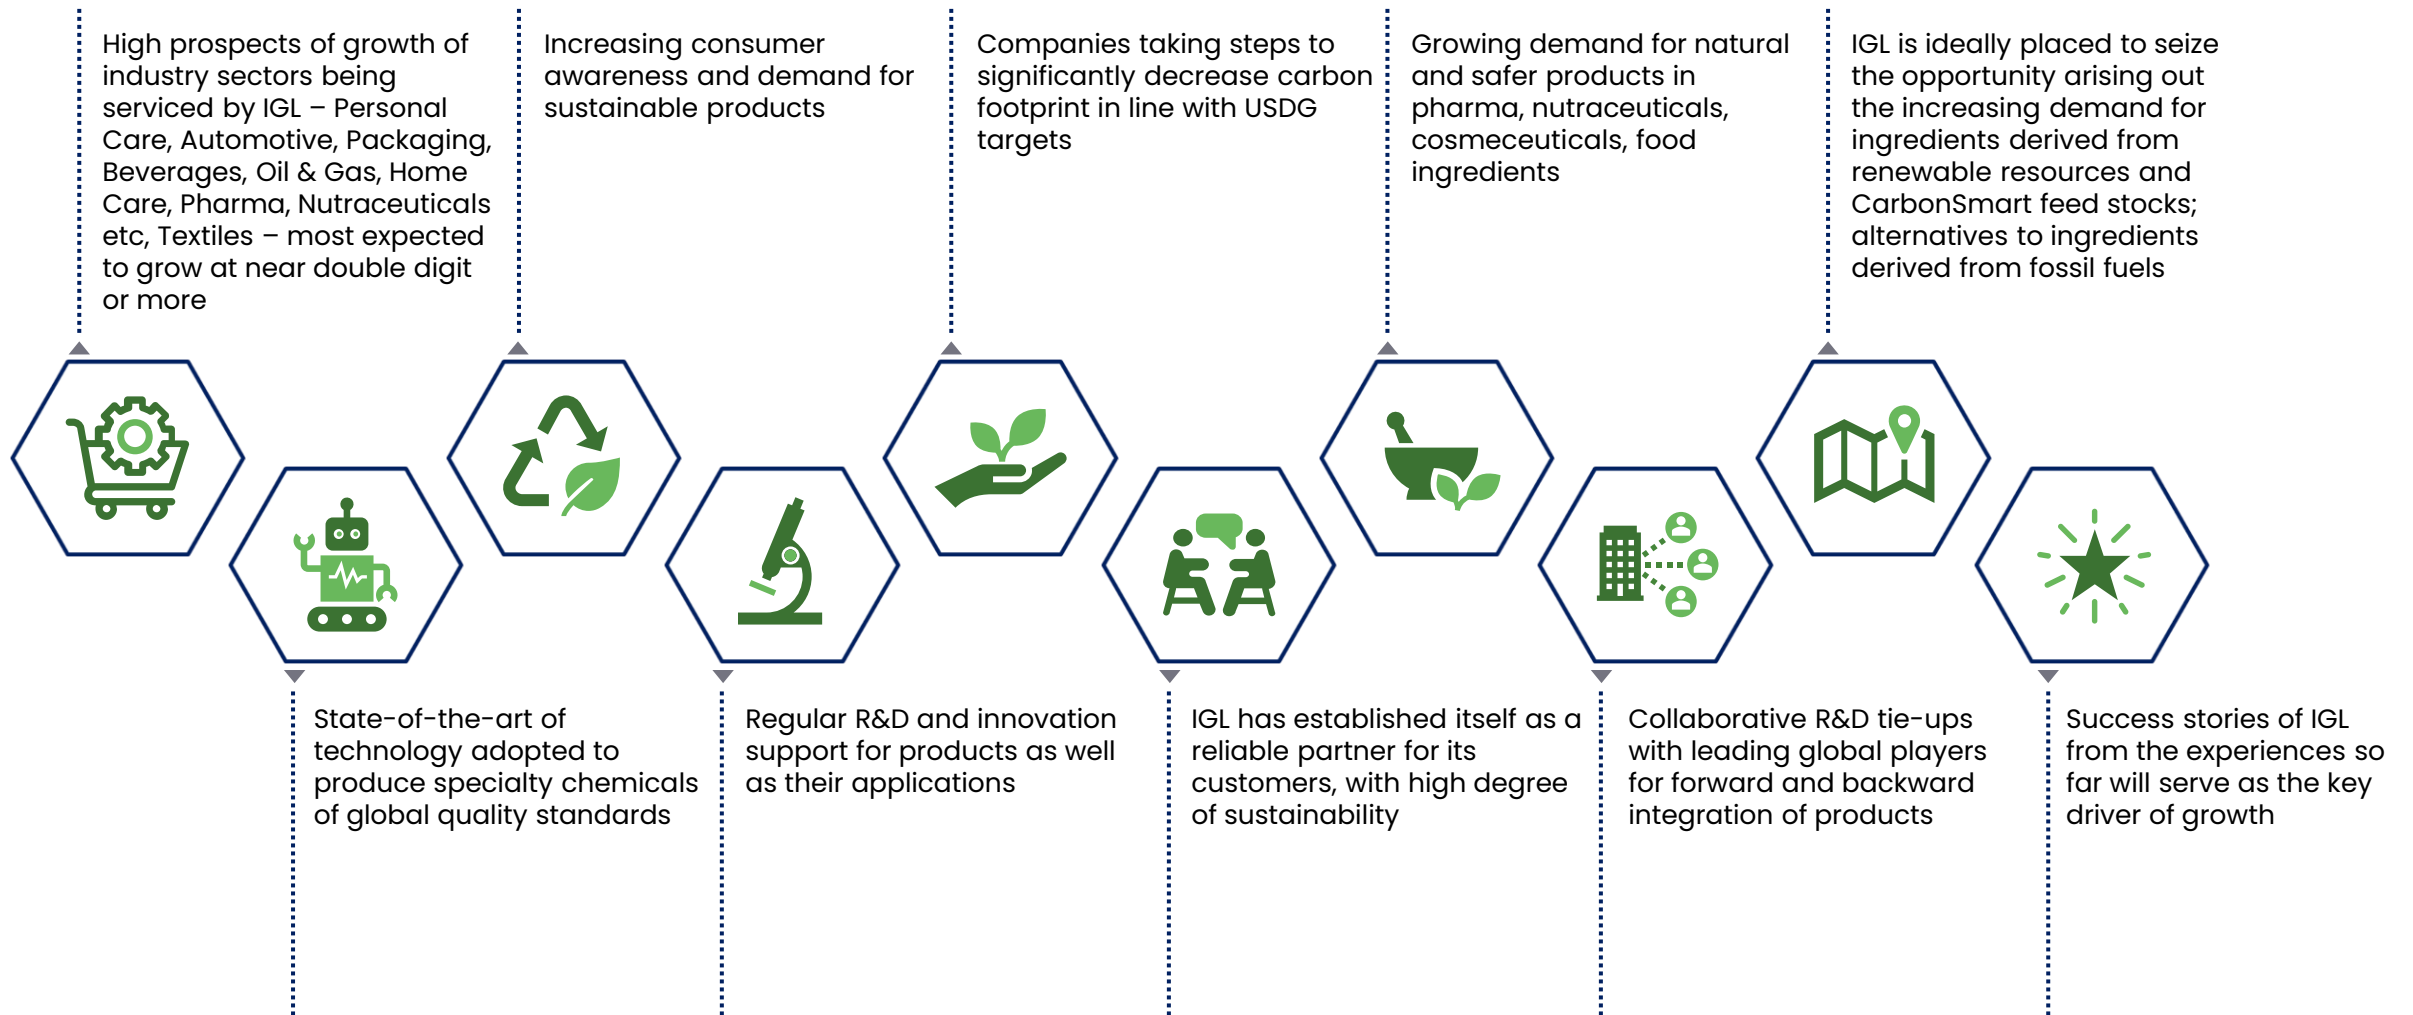 High prospects of growth of
industry sectors being
serviced by IGL – Personal
Care, Automotive, Packaging,
Beverages, Oil & Gas, Home
Care, Pharma, Nutraceuticals
etc, Textiles – most expected
to grow at near double digit
or more
Increasing consumer
awareness and demand for
sustainable products
Companies taking steps to
significantly decrease carbon
footprint in line with USDG
targets
Growing demand for natural
and safer products in
pharma, nutraceuticals,
cosmeceuticals, food
ingredients
IGL is ideally placed to seize
the opportunity arising out
the increasing demand for
ingredients derived from
renewable resources and
CarbonSmart feed stocks;
alternatives to ingredients
derived from fossil fuels
State-of-the-art of
technology adopted to
produce specialty chemicals
of global quality standards
Regular R&D and innovation
support for products as well
as their applications
IGL has established itself as a
reliable partner for its
customers, with high degree
of sustainability
Collaborative R&D tie-ups
with leading global players
for forward and backward
integration of products
Success stories of IGL
from the experiences so
far will serve as the key
driver of growth